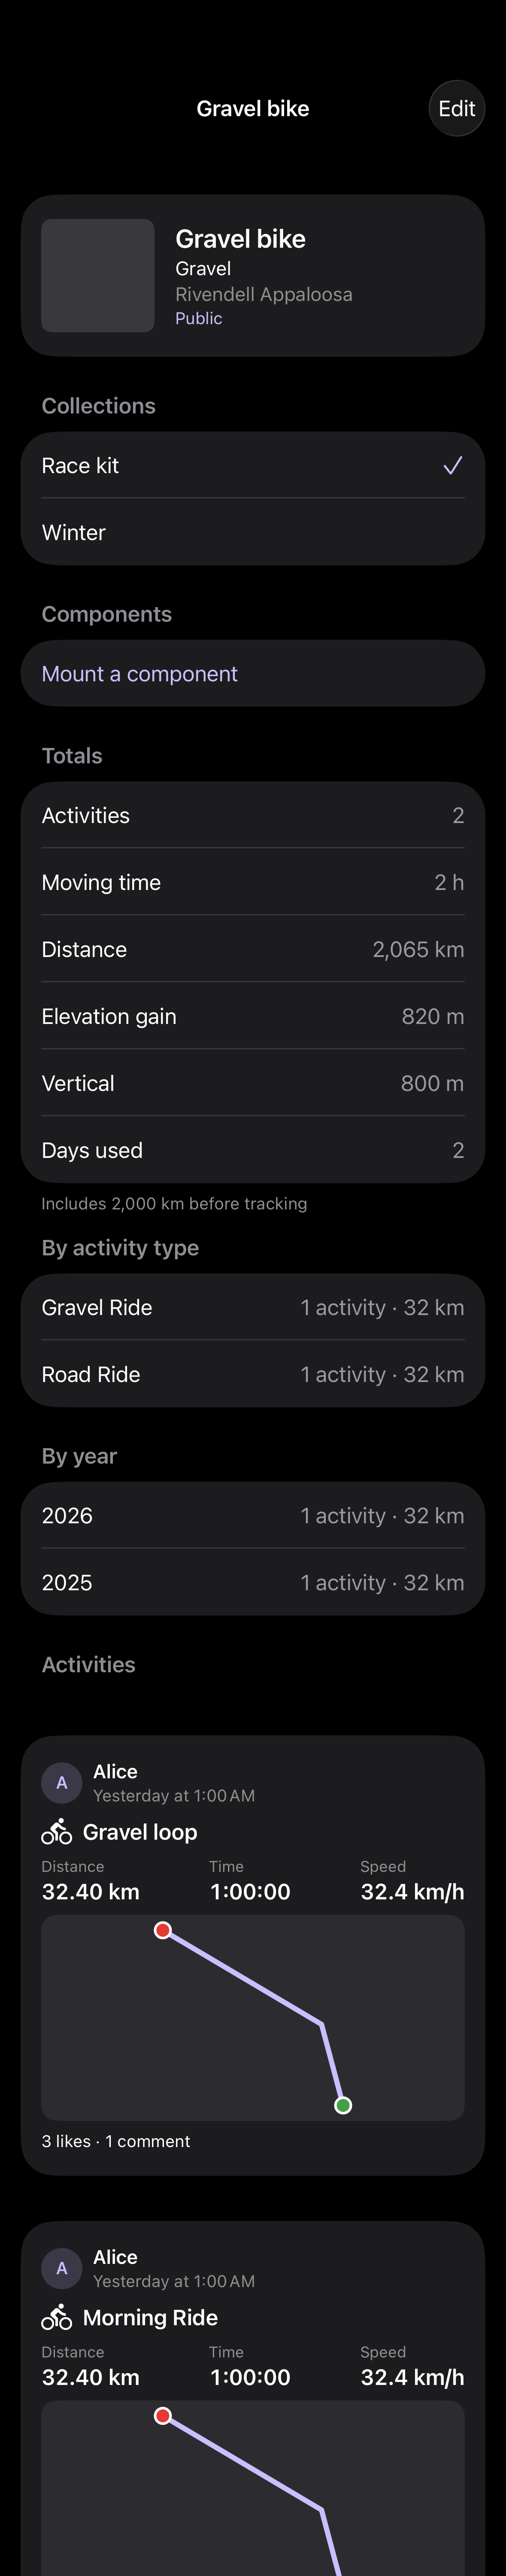 Gravel bike
Edit
Gravel bike
Gravel
Rivendell Appaloosa
Public
Collections
Race kit
Winter
Components
Mount a component
Totals
Activities 2
Moving time 2 h
Distance 2,065 km
Elevation gain 820 m
Vertical 800 m
Days used 2
Includes 2,000 km before tracking
By activity type
Gravel Ride 1 activity · 32 km
Road Ride 1 activity · 32 km
By year
2026 1 activity · 32 km
2025 1 activity · 32 km
Activities
A
Alice
Yesterday at 1:00 AM
Gravel loop
Distance Time Speed
32.40 km 1:00:00 32.4 km/h
3 likes · 1 comment
A
Alice
Yesterday at 1:00 AM
Morning Ride
Distance Time Speed
32.40 km 1:00:00 32.4 km/h